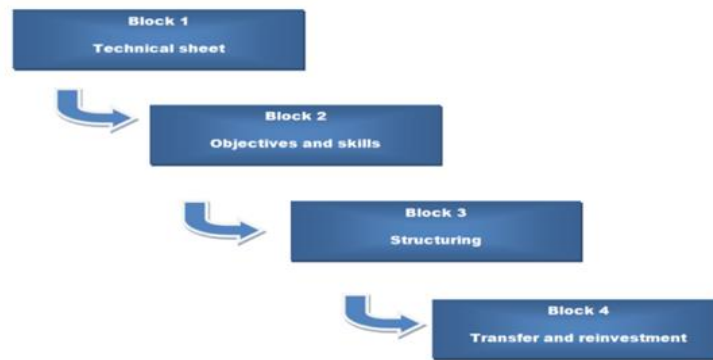 Block 1
Technical sheet
Block 2
Objectives and skills
Block 3
Structuring
Block 4
Transfer and reinvestment